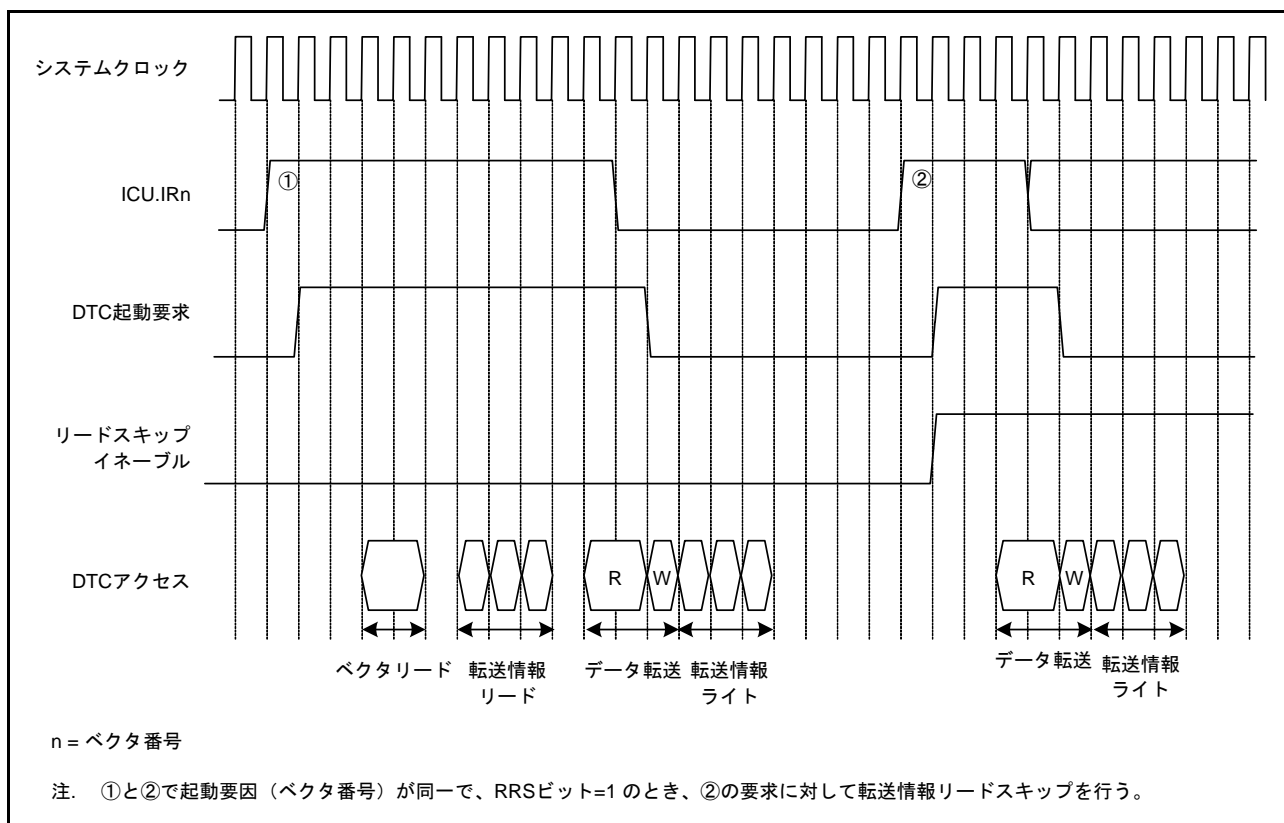 システムクロック
ICU.IRn
①
②
DTC起動要求
リードスキップ
イネーブル
DTCアクセス
R
W
R
W
ベクタリード
転送情報
リード
データ転送
転送情報
ライト
データ転送
転送情報
ライト
n = ベクタ番号
注. ①と②で起動要因（ベクタ番号）が同一で、RRSビット=1 のとき、②の要求に対して転送情報リードスキップを行う。